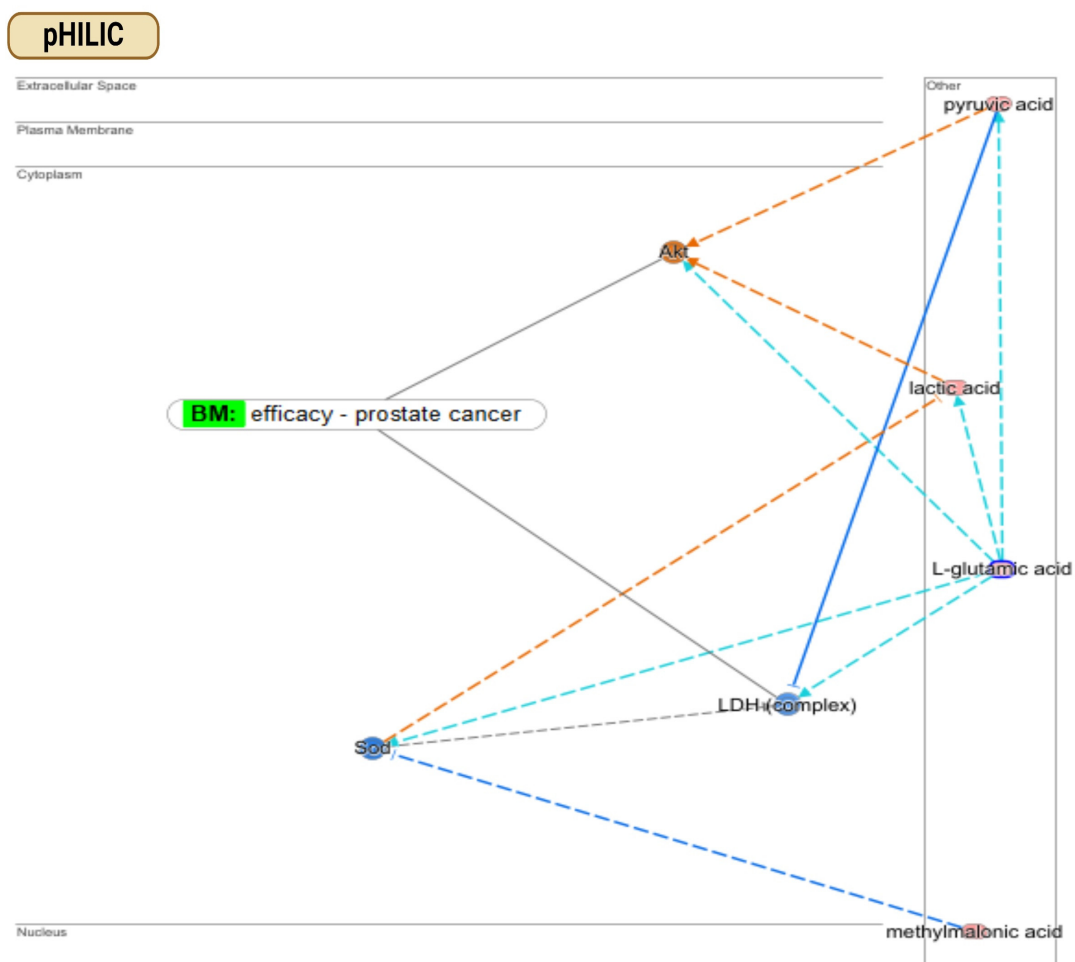 pHILIC
Extracellular Space
Other
pyruvic acid
Plasma Membrane
Cytoplasm
Akt
lactic acid
BM: efficacy - prostate cancer
L-glutamic acid
LDH (complex)
Sod
Nucleus
methylmalonic acid